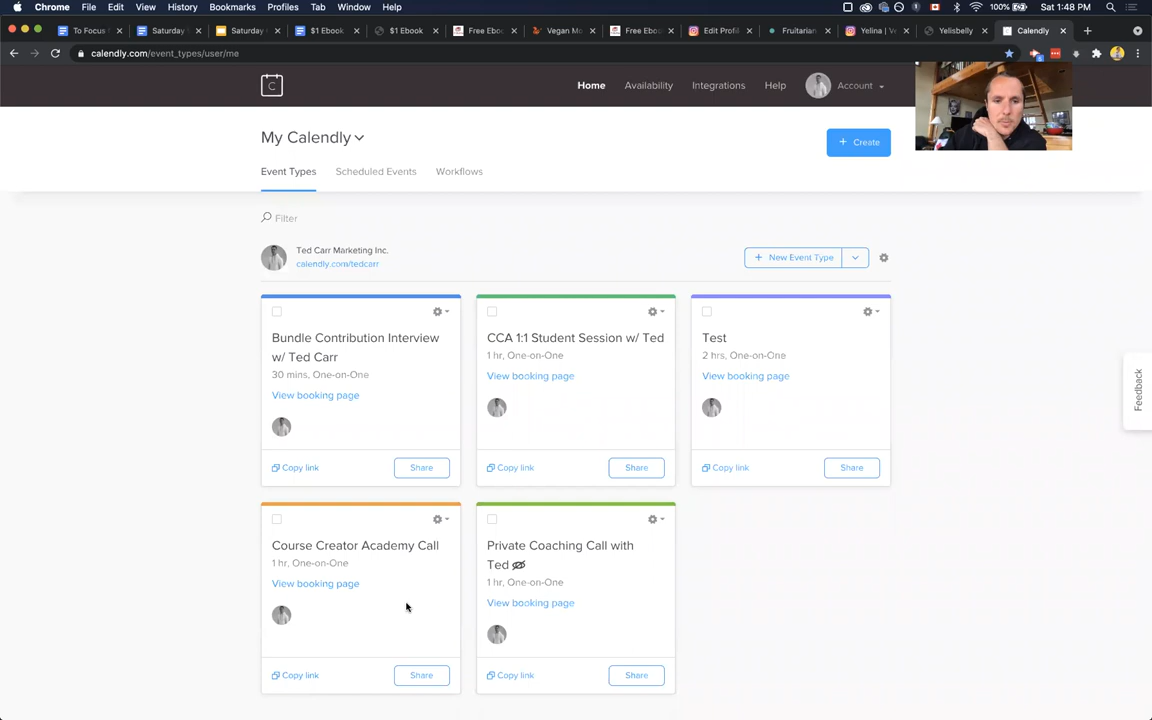 Chrome File Edit View History Bookmarks Profiles Tab Window Help 100% Sat 1:48 PM
To Focus Saturday Saturday $1 Ebook $1 Ebook Free Ebo Vegan Mo Free Ebo Edit Profi Fruitarian Yelina | V Yelisbelly Calendly
calendly.com/event_types/user/me
Home Availability Integrations Help Account
My Calendly
+ Create
Event Types Scheduled Events Workflows
Filter
Ted Carr Marketing Inc.
calendly.com/tedcarr
+ New Event Type
Bundle Contribution Interview
w/ Ted Carr
30 mins, One-on-One
View booking page
Copy link Share
CCA 1:1 Student Session w/ Ted
1 hr, One-on-One
View booking page
Copy link Share
Test
2 hrs, One-on-One
View booking page
Copy link Share
Course Creator Academy Call
1 hr, One-on-One
View booking page
Copy link Share
Private Coaching Call with
Ted
1 hr, One-on-One
View booking page
Copy link Share
Feedback